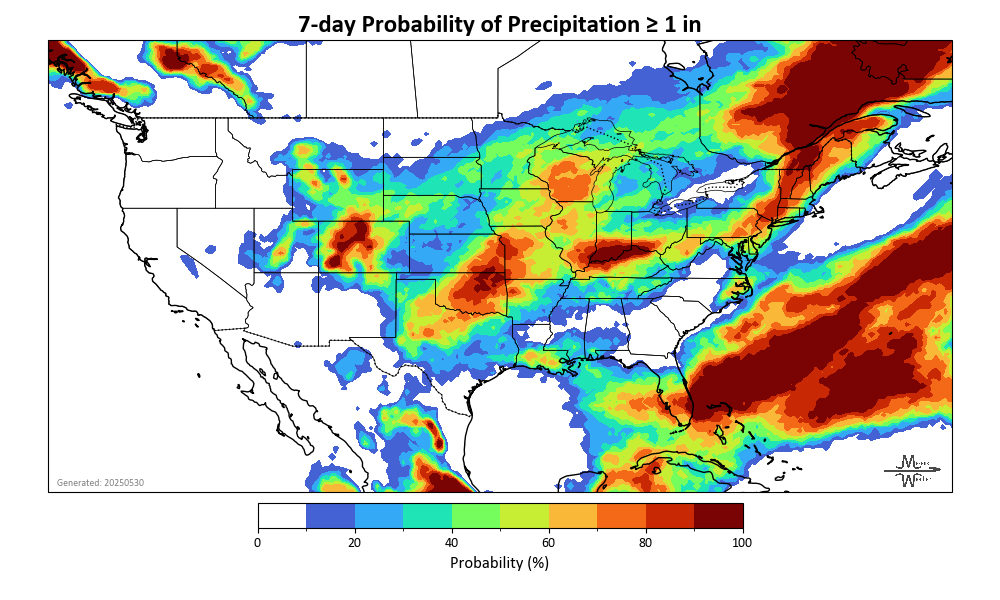 7-day Probability of Precipitation ≥ 1 in
Generated: 20250530
0 20 40 60 80 100
Probability (%)